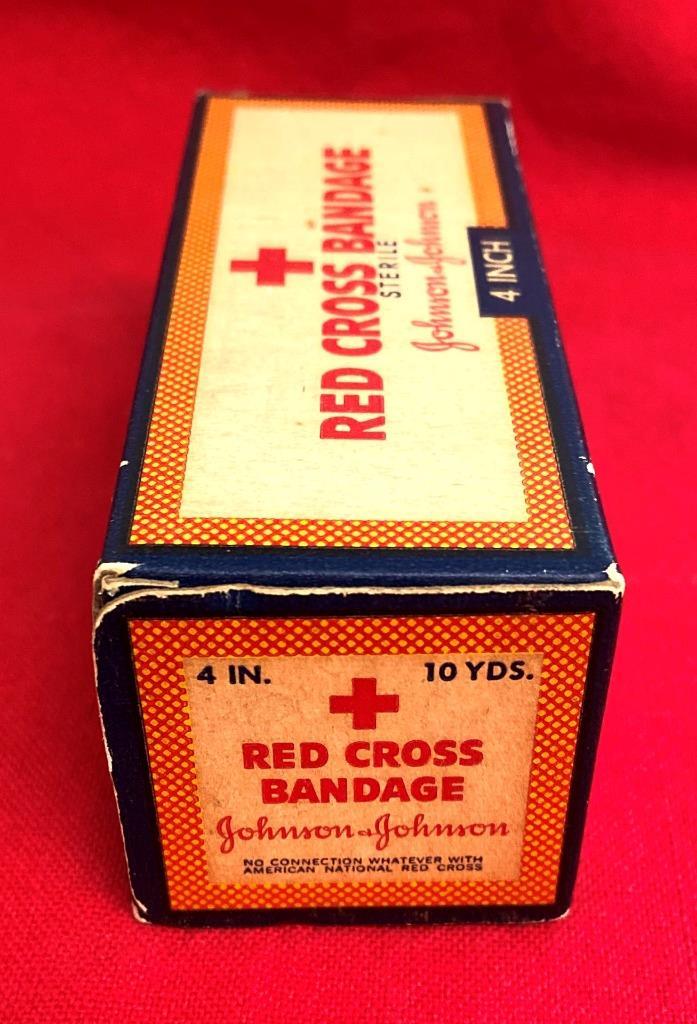 RED CROSS BANDAGE
STERILE
Johnson & Johnson
4 INCH
4 IN. 10 YDS.
RED CROSS
BANDAGE
Johnson & Johnson
NO CONNECTION WHATEVER WITH
AMERICAN NATIONAL RED CROSS